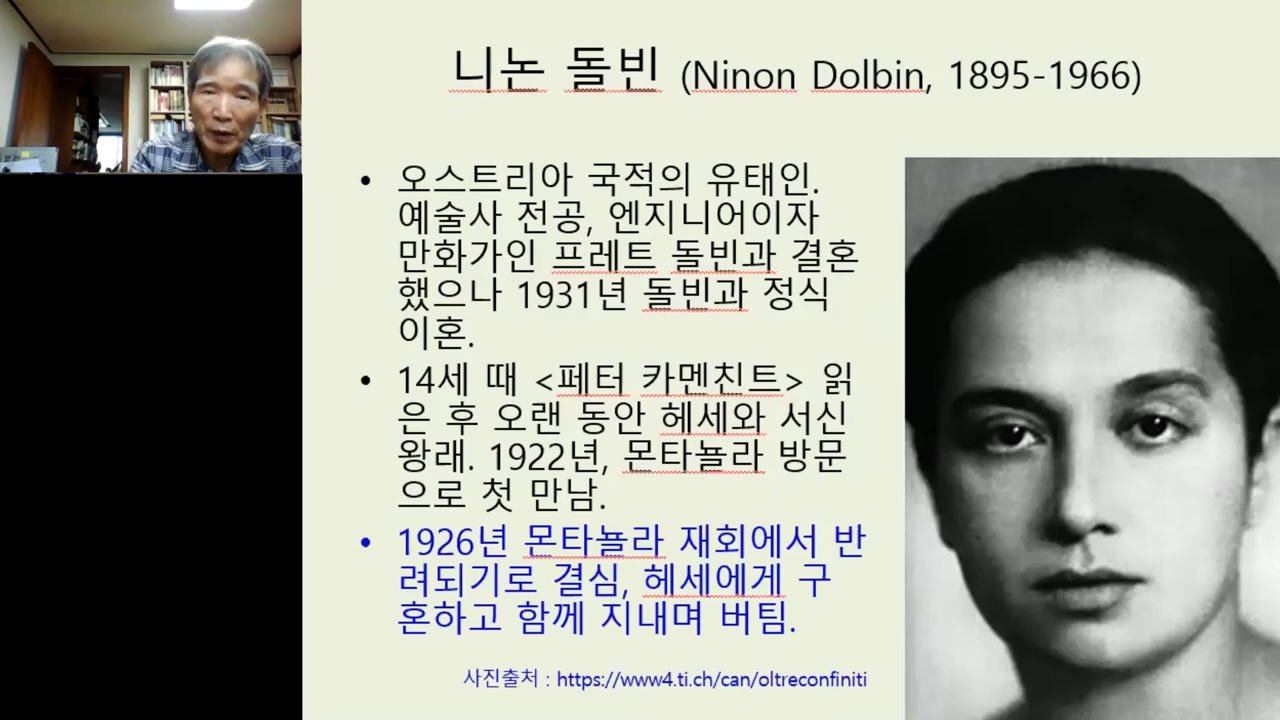 니논 돌빈 (Ninon Dolbin, 1895-1966)
• 오스트리아 국적의 유태인.
예술사 전공, 엔지니어이자
만화가인 프레트 돌빈과 결혼
했으나 1931년 돌빈과 정식
이혼.
• 14세 때 <페터 카멘친트> 읽
은 후 오랜 동안 헤세와 서신
왕래. 1922년, 몬타뇰라 방문
으로 첫 만남.
• 1926년 몬타뇰라 재회에서 반
려되기로 결심, 헤세에게 구
혼하고 함께 지내며 버팀.
사진출처 : https://www4.ti.ch/can/oltreconfiniti